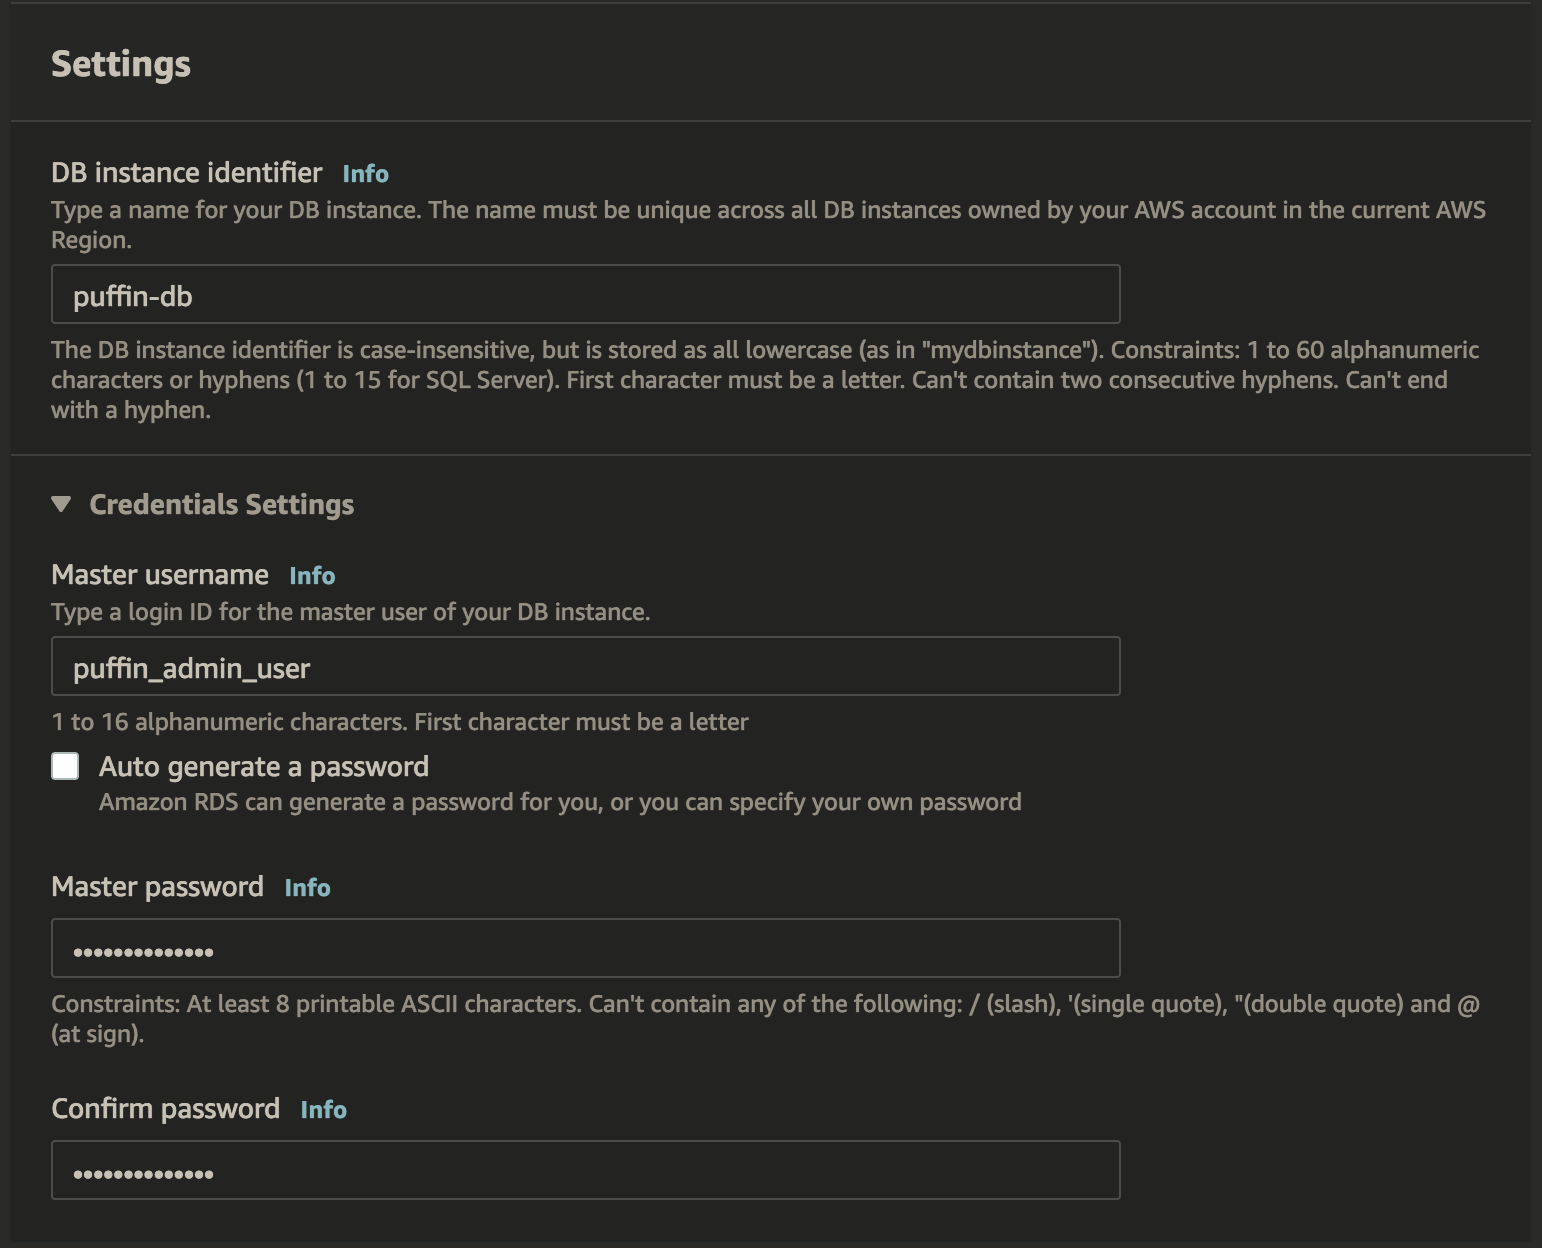 Settings
DB instance identifier Info
Type a name for your DB instance. The name must be unique across all DB instances owned by your AWS account in the current AWS
Region.
puffin-db
The DB instance identifier is case-insensitive, but is stored as all lowercase (as in "mydbinstance"). Constraints: 1 to 60 alphanumeric
characters or hyphens (1 to 15 for SQL Server). First character must be a letter. Can't contain two consecutive hyphens. Can't end
with a hyphen.
Credentials Settings
Master username Info
Type a login ID for the master user of your DB instance.
puffin_admin_user
1 to 16 alphanumeric characters. First character must be a letter
Auto generate a password
Amazon RDS can generate a password for you, or you can specify your own password
Master password Info
••••••••••••••
Constraints: At least 8 printable ASCII characters. Can't contain any of the following: / (slash), '(single quote), "(double quote) and @
(at sign).
Confirm password Info
••••••••••••••